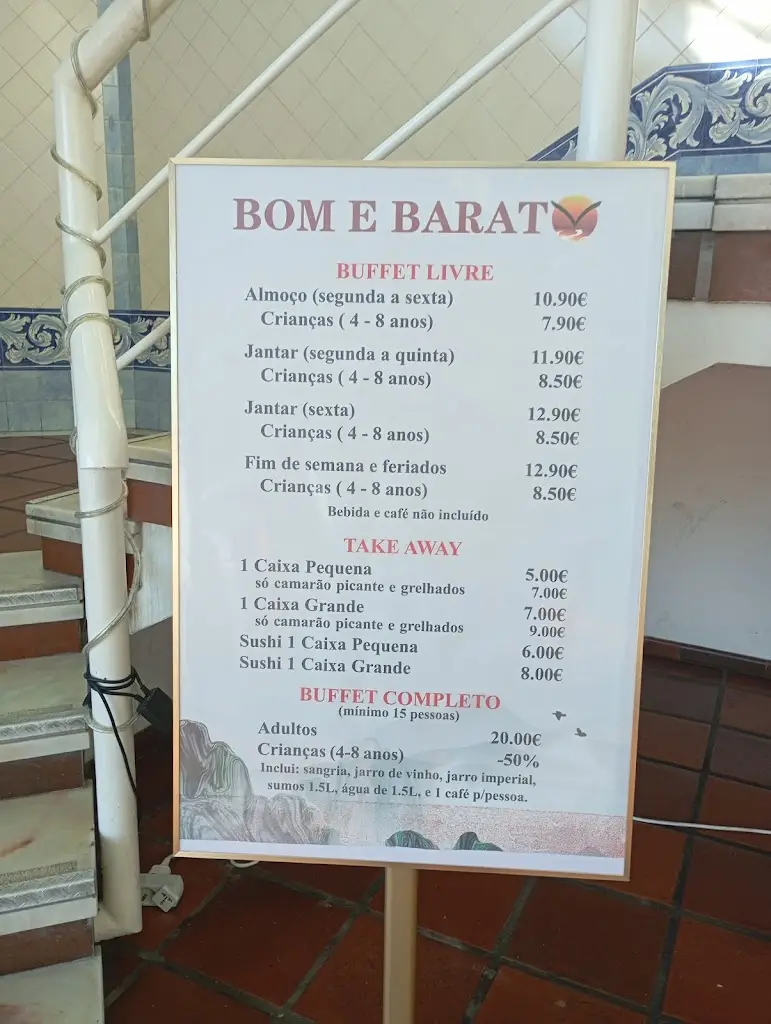 BOM E BARATO
BUFFET LIVRE
Almoço (segunda a sexta) 10.90€
Crianças ( 4 - 8 anos) 7.90€
Jantar (segunda a quinta) 11.90€
Crianças ( 4 - 8 anos) 8.50€
Jantar (sexta) 12.90€
Crianças ( 4 - 8 anos) 8.50€
Fim de semana e feriados 12.90€
Crianças ( 4 - 8 anos) 8.50€
Bebida e café não incluído
TAKE AWAY
1 Caixa Pequena 5.00€
só camarão picante e grelhados 7.00€
1 Caixa Grande 7.00€
só camarão picante e grelhados 9.00€
Sushi 1 Caixa Pequena 6.00€
Sushi 1 Caixa Grande 8.00€
BUFFET COMPLETO
(mínimo 15 pessoas)
Adultos 20.00€
Crianças (4-8 anos) -50%
Inclui: sangria, jarro de vinho, jarro imperial,
sumos 1.5L, água de 1.5L, e 1 café p/pessoa.